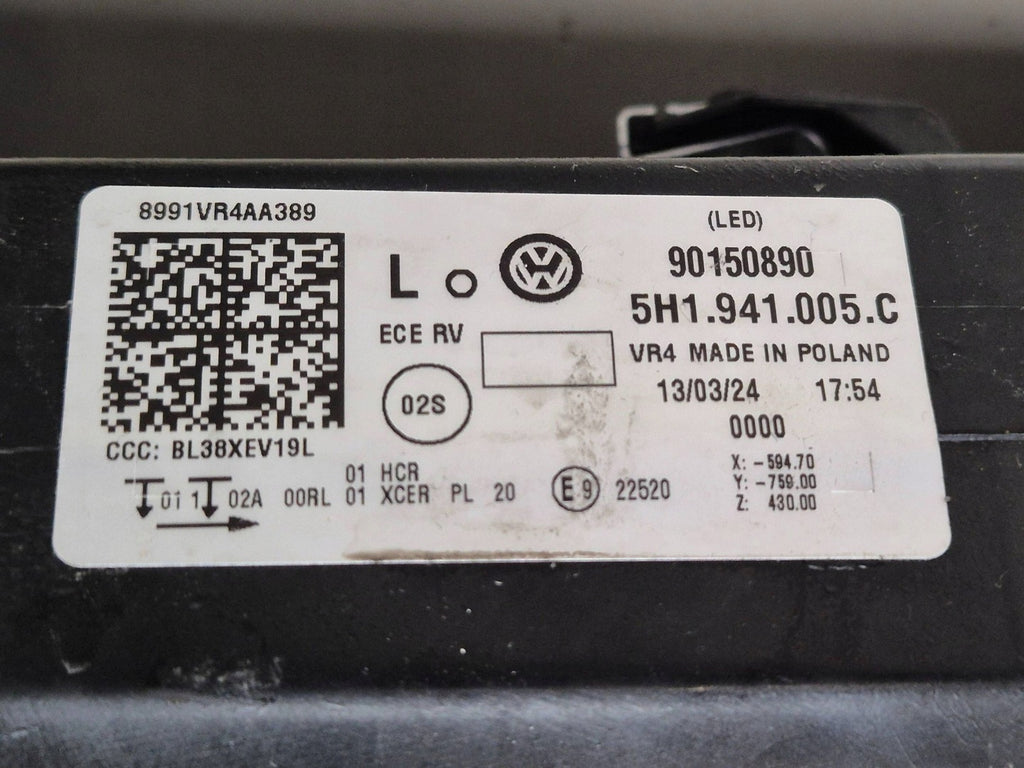 8991VR4AA389
CCC: BL38XEV19L
L
ECE RV
02S
(LED)
90150890
5H1.941.005.C
VR4 MADE IN POLAND
13/03/24 17:54
0000
X: -594.70
Y: -759.00
Z: 430.00
01 HCR
01 1 02A 00RL 01 XCER PL 20 E9 22520